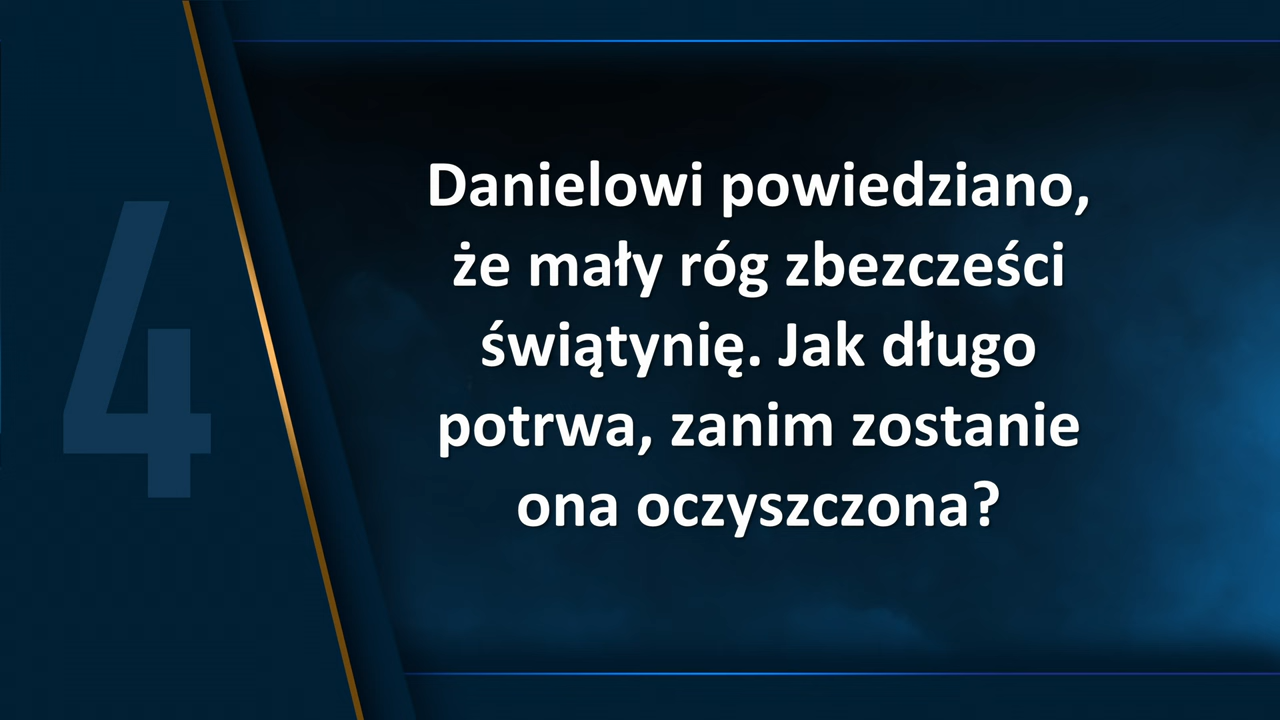 4
Danielowi powiedziano,
że mały róg zbezcześci
świątynię. Jak długo
potrwa, zanim zostanie
ona oczyszczona?